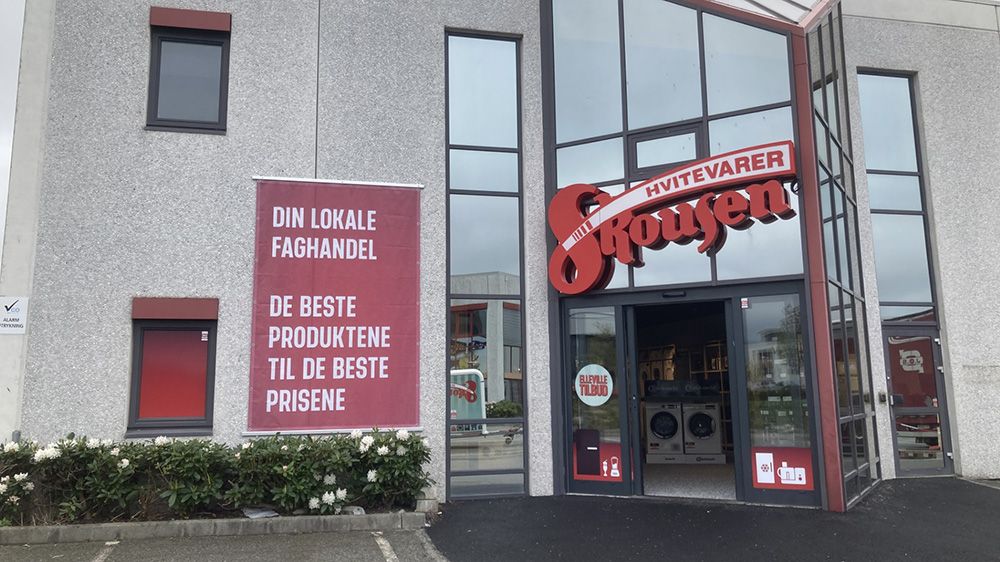 DIN LOKALE
FAGHANDEL
DE BESTE
PRODUKTENE
TIL DE BESTE
PRISENE
HVITEVARER
Skousen
ELLEVILLE
TILBUD
ALARM